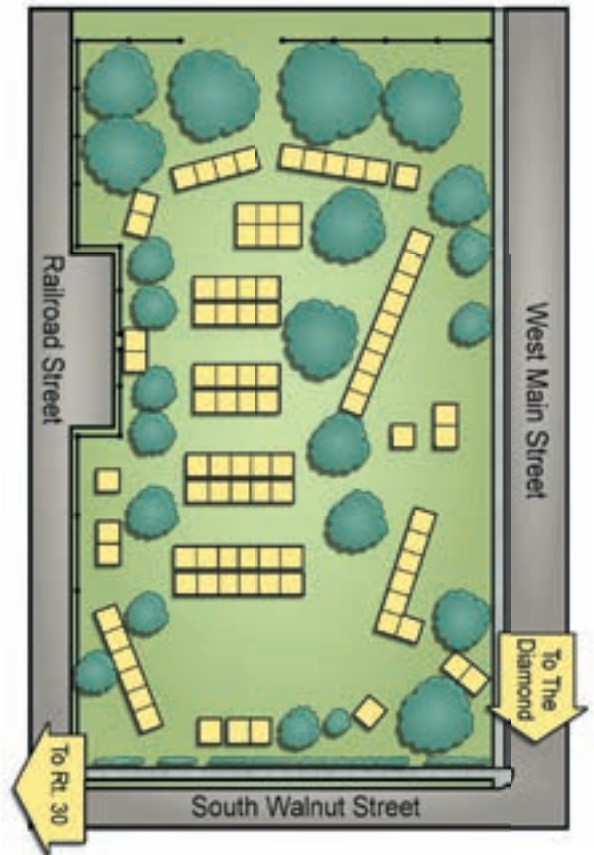 Railroad Street
West Main Street
To The
Diamond
To Rt. 30
South Walnut Street